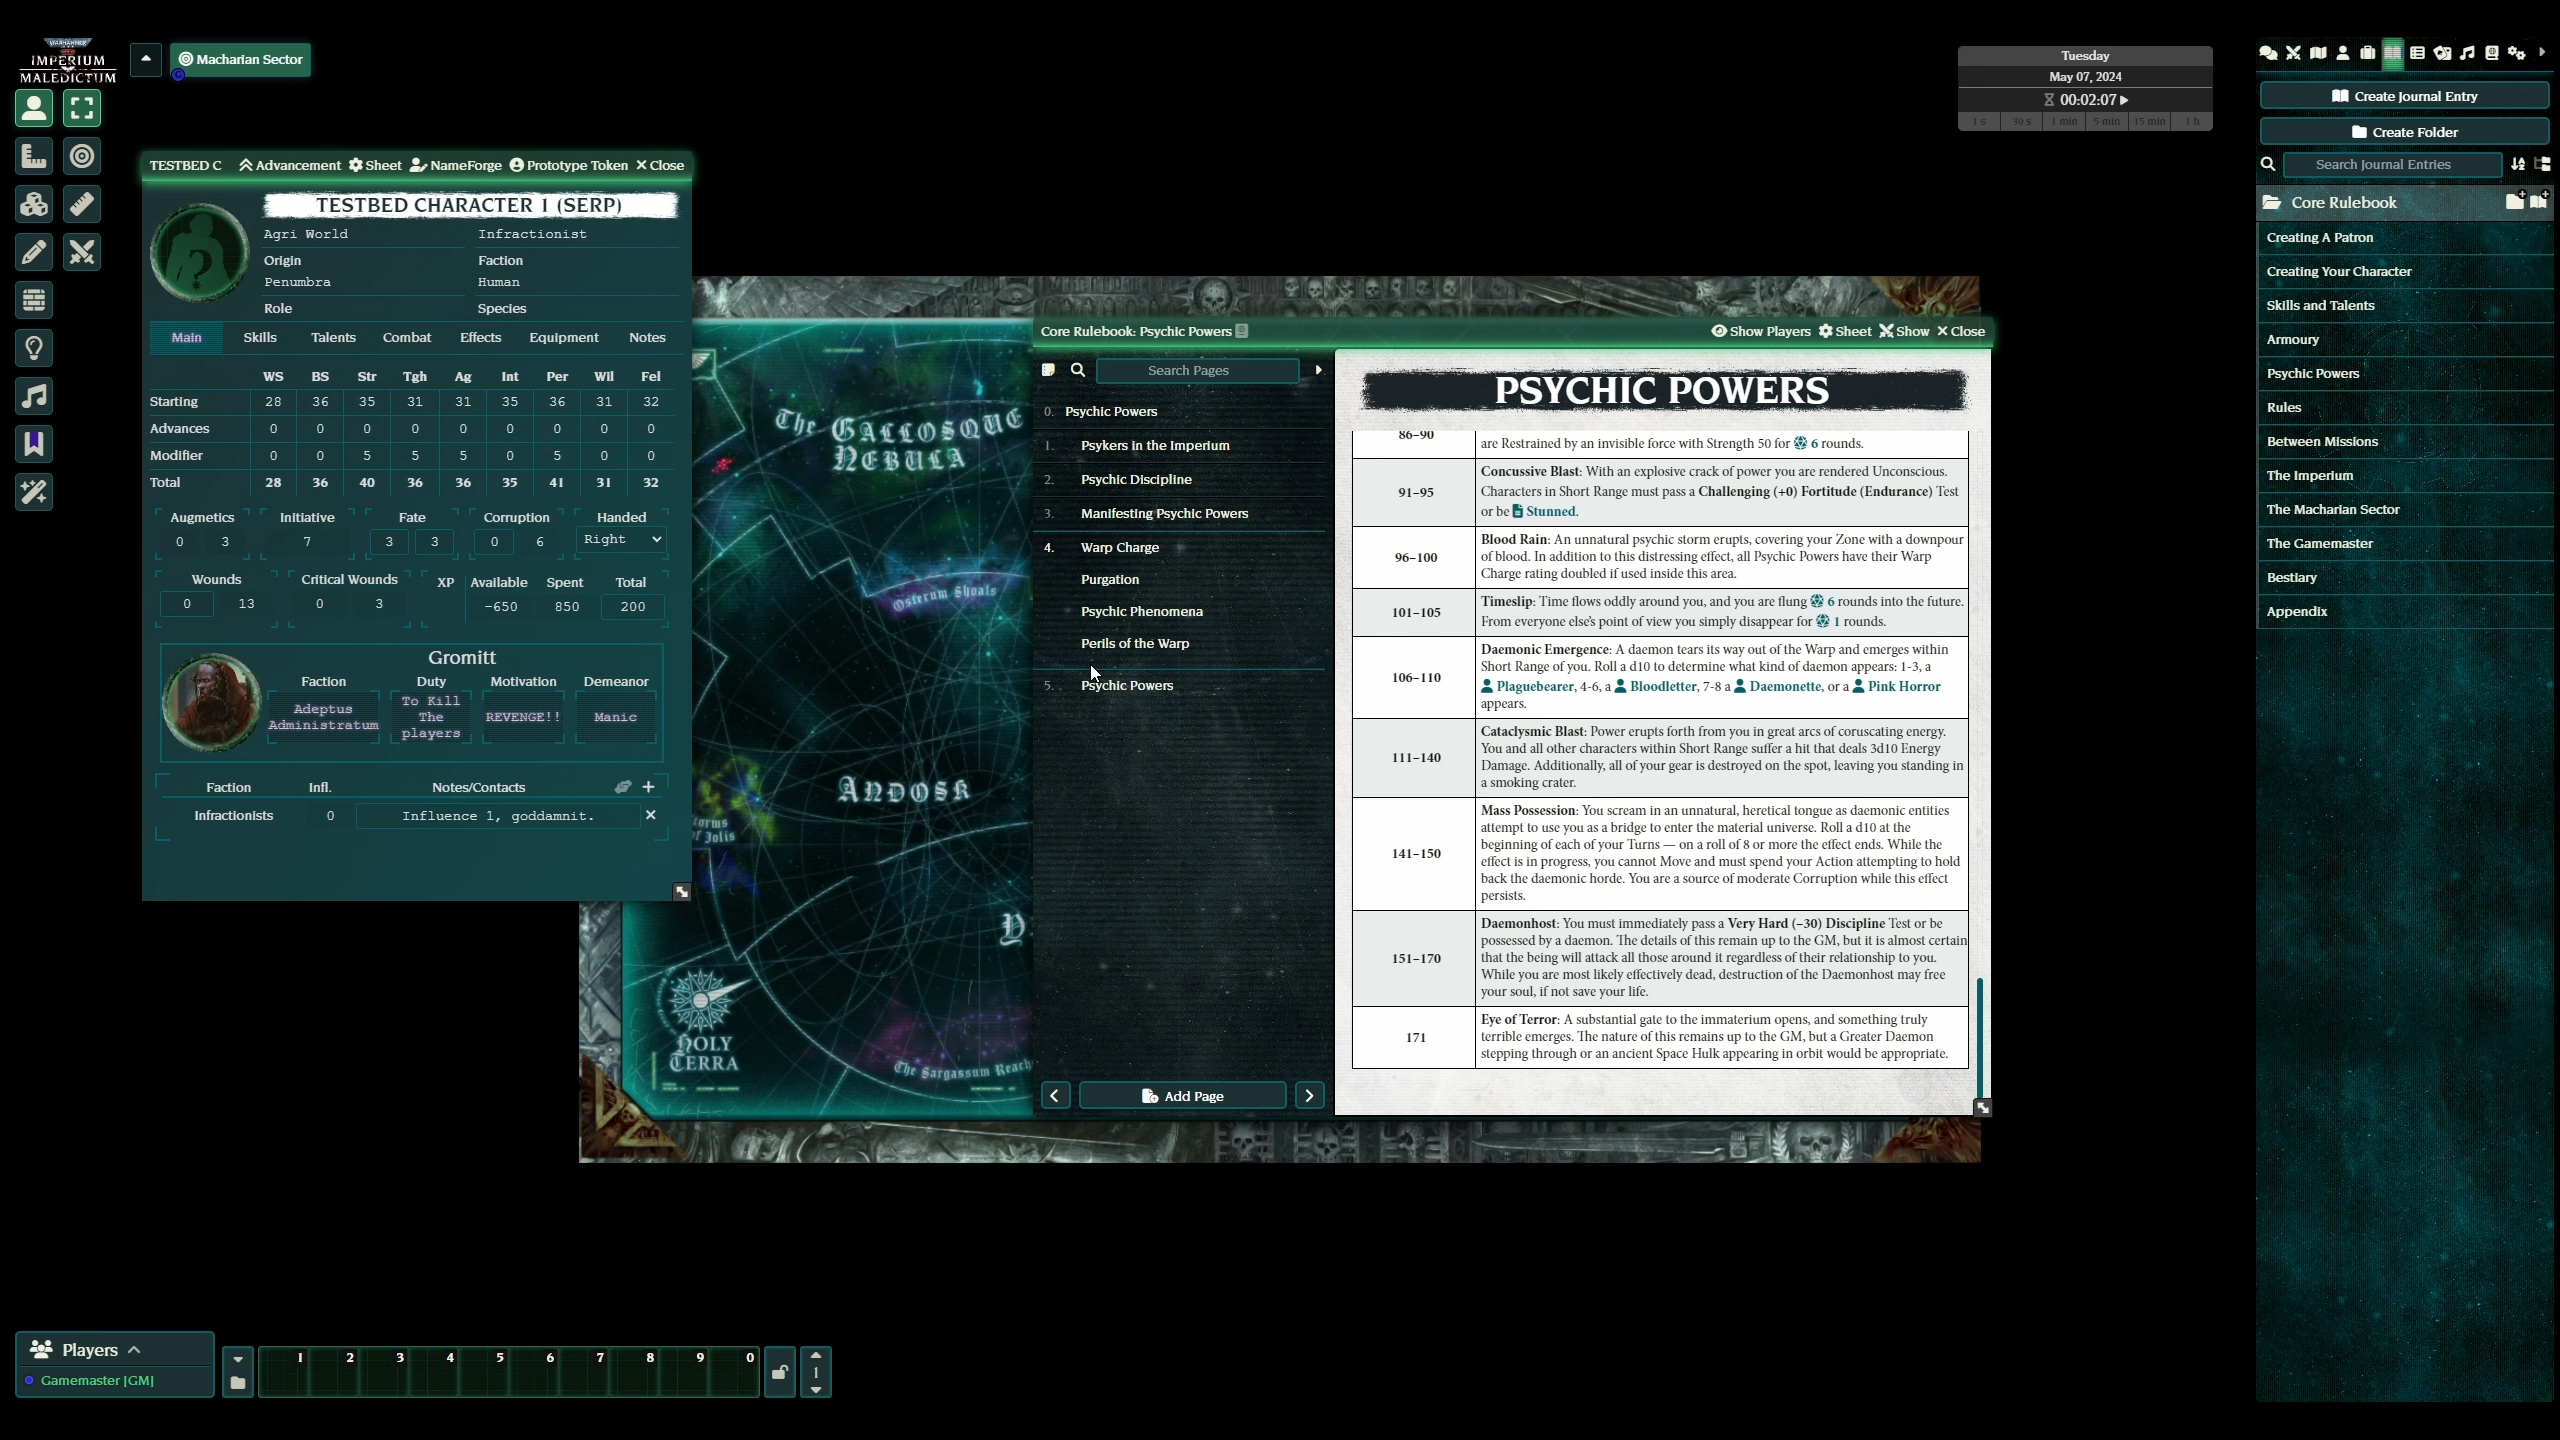 WARHAMMER
IMPERIUM
MALEDICTUM
Macharian Sector
G
Tuesday
May 07, 2024
00:02:07
1 s 30 s 1 min 5 min 15 min 1 h
Create Journal Entry
Create Folder
Search Journal Entries
Core Rulebook
Creating A Patron
Creating Your Character
Skills and Talents
Armoury
Psychic Powers
Rules
Between Missions
The Imperium
The Macharian Sector
The Gamemaster
Bestiary
Appendix
TESTBED C Advancement Sheet NameForge Prototype Token Close
TESTBED CHARACTER 1 (SERP)
Agri World Infractionist
Origin Faction
Penumbra Human
Role Species
Main Skills Talents Combat Effects Equipment Notes
WS BS Str Tgh Ag Int Per Wil Fel
Starting 28 36 35 31 31 35 36 31 32
Advances 0 0 0 0 0 0 0 0 0
Modifier 0 0 5 5 5 0 5 0 0
Total 28 36 40 36 36 35 41 31 32
Augmetics Initiative Fate Corruption Handed
0 3 7 3 3 0 6 Right
Wounds Critical Wounds XP Available Spent Total
0 13 0 3 -650 850 200
Gromitt
Faction Duty Motivation Demeanor
Adeptus Administratum To Kill The players REVENGE!! Manic
Faction Infl. Notes/Contacts
Infractionists 0 Influence 1, goddamnit.
The GALLOSQUE
NEBULA
Osterum Shoals
ANDOSK
HOLY
TERRA
The Sargassum Reach
Core Rulebook: Psychic Powers Show Players Sheet Show Close
Search Pages
0. Psychic Powers
1. Psykers in the Imperium
2. Psychic Discipline
3. Manifesting Psychic Powers
4. Warp Charge
Purgation
Psychic Phenomena
Perils of the Warp
5. Psychic Powers
Add Page
PSYCHIC POWERS
86–90
are Restrained by an invisible force with Strength 50 for 6 rounds.
91–95
Concussive Blast: With an explosive crack of power you are rendered Unconscious.
Characters in Short Range must pass a Challenging (+0) Fortitude (Endurance) Test
or be Stunned.
96–100
Blood Rain: An unnatural psychic storm erupts, covering your Zone with a downpour
of blood. In addition to this distressing effect, all Psychic Powers have their Warp
Charge rating doubled if used inside this area.
101–105
Timeslip: Time flows oddly around you, and you are flung 6 rounds into the future.
From everyone else's point of view you simply disappear for 1 rounds.
106–110
Daemonic Emergence: A daemon tears its way out of the Warp and emerges within
Short Range of you. Roll a d10 to determine what kind of daemon appears: 1-3, a
Plaguebearer, 4-6, a Bloodletter, 7-8 a Daemonette, or a Pink Horror
appears.
111–140
Cataclysmic Blast: Power erupts forth from you in great arcs of coruscating energy.
You and all other characters within Short Range suffer a hit that deals 3d10 Energy
Damage. Additionally, all of your gear is destroyed on the spot, leaving you standing in
a smoking crater.
141–150
Mass Possession: You scream in an unnatural, heretical tongue as daemonic entities
attempt to use you as a bridge to enter the material universe. Roll a d10 at the
beginning of each of your Turns — on a roll of 8 or more the effect ends. While the
effect is in progress, you cannot Move and must spend your Action attempting to hold
back the daemonic horde. You are a source of moderate Corruption while this effect
persists.
151–170
Daemonhost: You must immediately pass a Very Hard (–30) Discipline Test or be
possessed by a daemon. The details of this remain up to the GM, but it is almost certain
that the being will attack all those around it regardless of their relationship to you.
While you are most likely effectively dead, destruction of the Daemonhost may free
your soul, if not save your life.
171
Eye of Terror: A substantial gate to the immaterium opens, and something truly
terrible emerges. The nature of this remains up to the GM, but a Greater Daemon
stepping through or an ancient Space Hulk appearing in orbit would be appropriate.
Players
Gamemaster [GM]
1 2 3 4 5 6 7 8 9 0
1